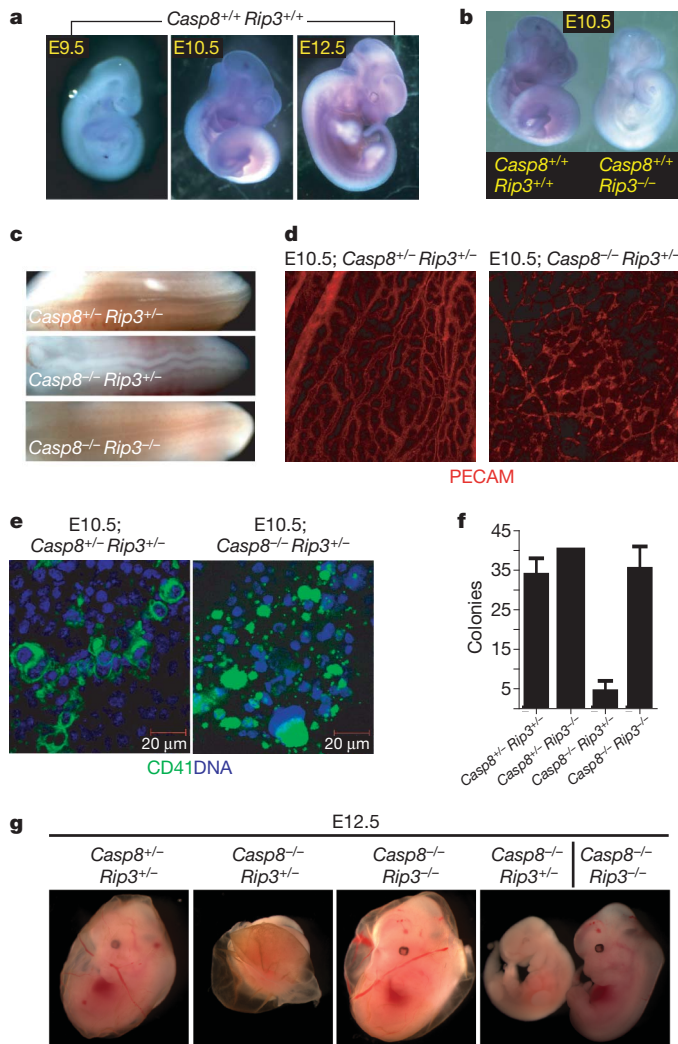 a
Casp8+/+ Rip3+/+
E9.5
E10.5
E12.5
b
E10.5
Casp8+/+
Rip3+/+
Casp8+/+
Rip3–/–
c
Casp8+/– Rip3+/–
Casp8–/– Rip3+/–
Casp8–/– Rip3–/–
d
E10.5; Casp8+/– Rip3+/–
E10.5; Casp8–/– Rip3+/–
PECAM
e
E10.5;
Casp8+/– Rip3+/–
E10.5;
Casp8–/– Rip3+/–
20 μm
20 μm
CD41DNA
f
Colonies
45
35
25
15
5
Casp8+/– Rip3+/–
Casp8+/– Rip3–/–
Casp8–/– Rip3+/–
Casp8–/– Rip3–/–
g
E12.5
Casp8+/–
Rip3+/–
Casp8–/–
Rip3+/–
Casp8–/–
Rip3–/–
Casp8–/–
Rip3+/–
Casp8–/–
Rip3–/–